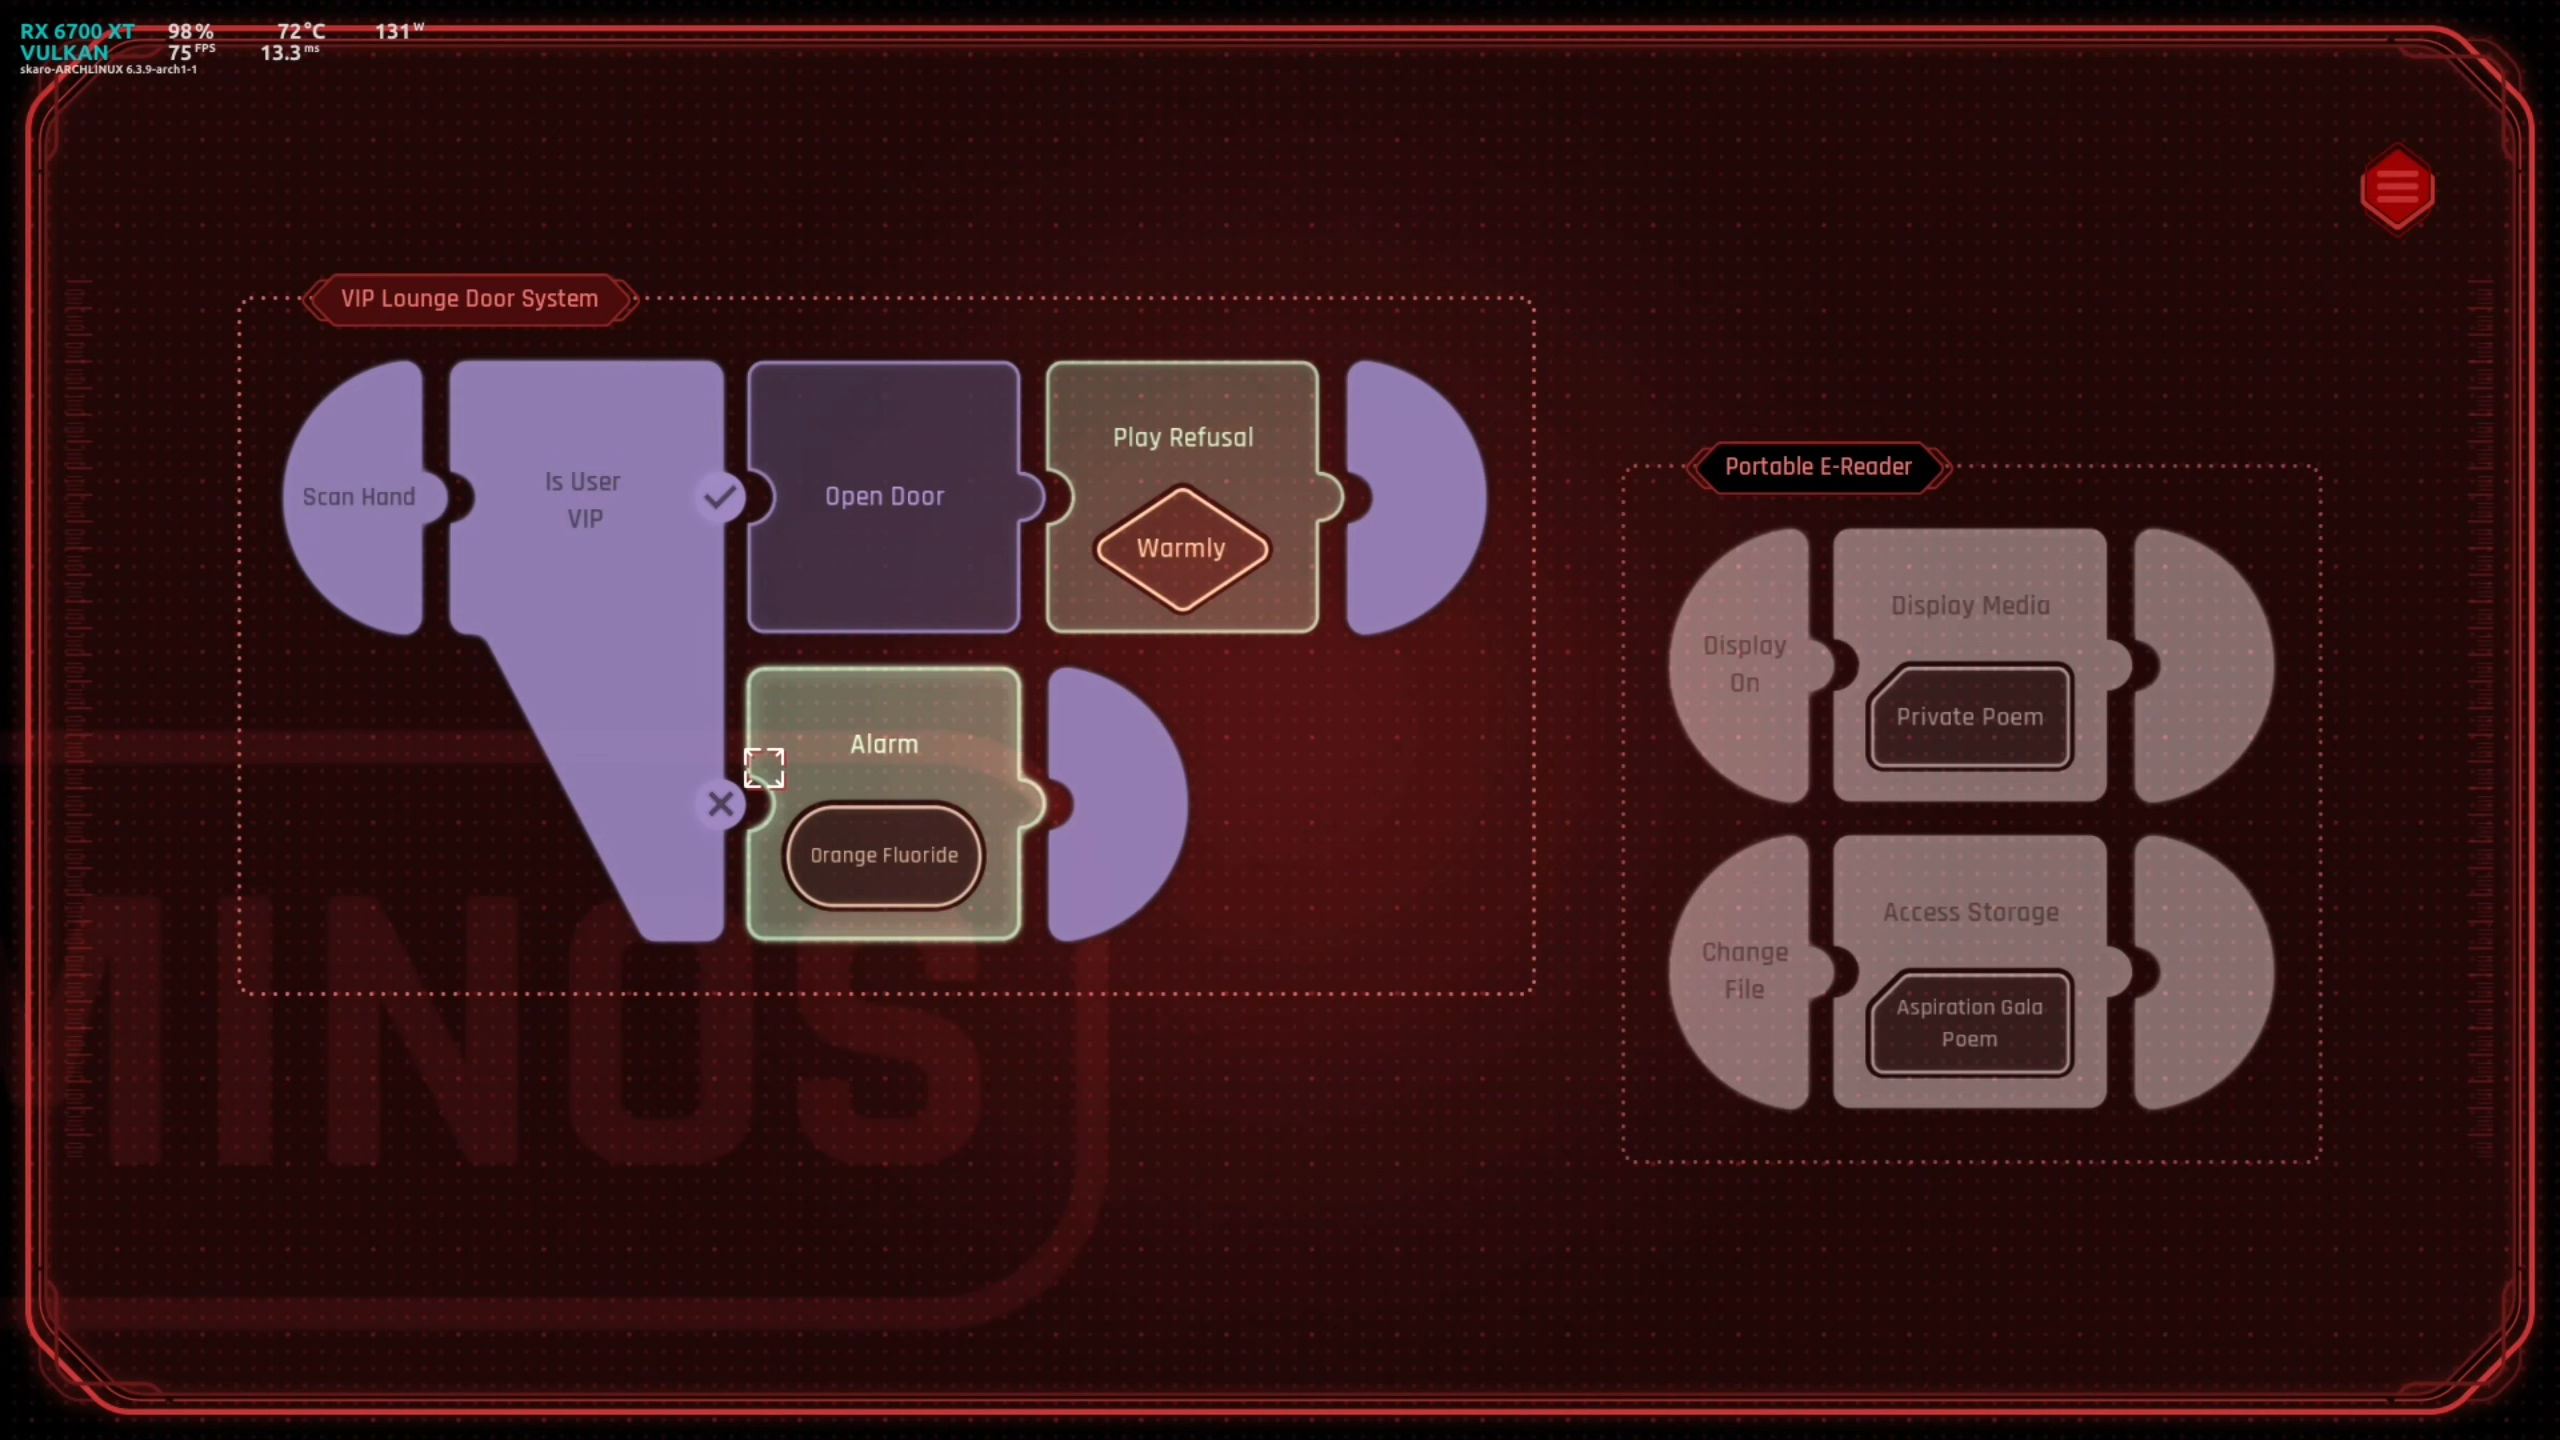 RX 6700 XT 98% 72°C 131W
VULKAN 75 FPS 13.3 ms
skaro-ARCHLINUX 6.3.9-arch1-1
VIP Lounge Door System
Scan Hand
Is User
VIP
Open Door
Play Refusal
Warmly
Alarm
Orange Fluoride
Portable E-Reader
Display
On
Display Media
Private Poem
Change
File
Access Storage
Aspiration Gala
Poem
MINOS